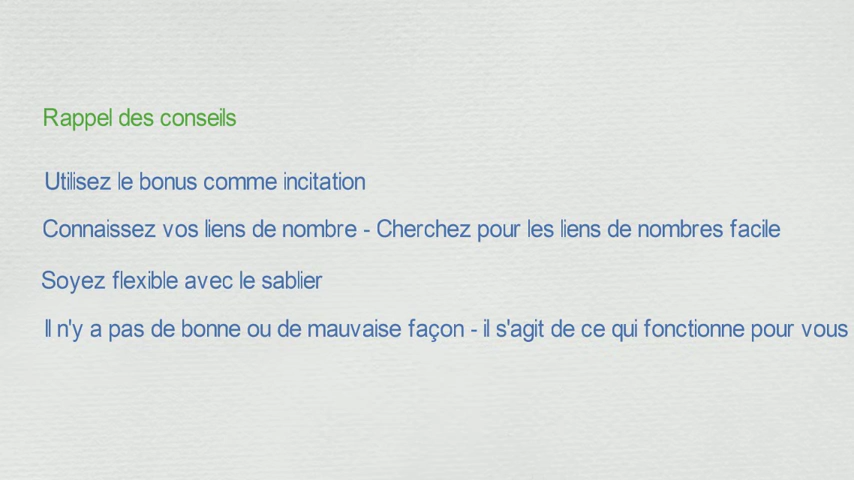 Rappel des conseils
Utilisez le bonus comme incitation
Connaissez vos liens de nombre - Cherchez pour les liens de nombres facile
Soyez flexible avec le sablier
Il n'y a pas de bonne ou de mauvaise façon - il s'agit de ce qui fonctionne pour vous